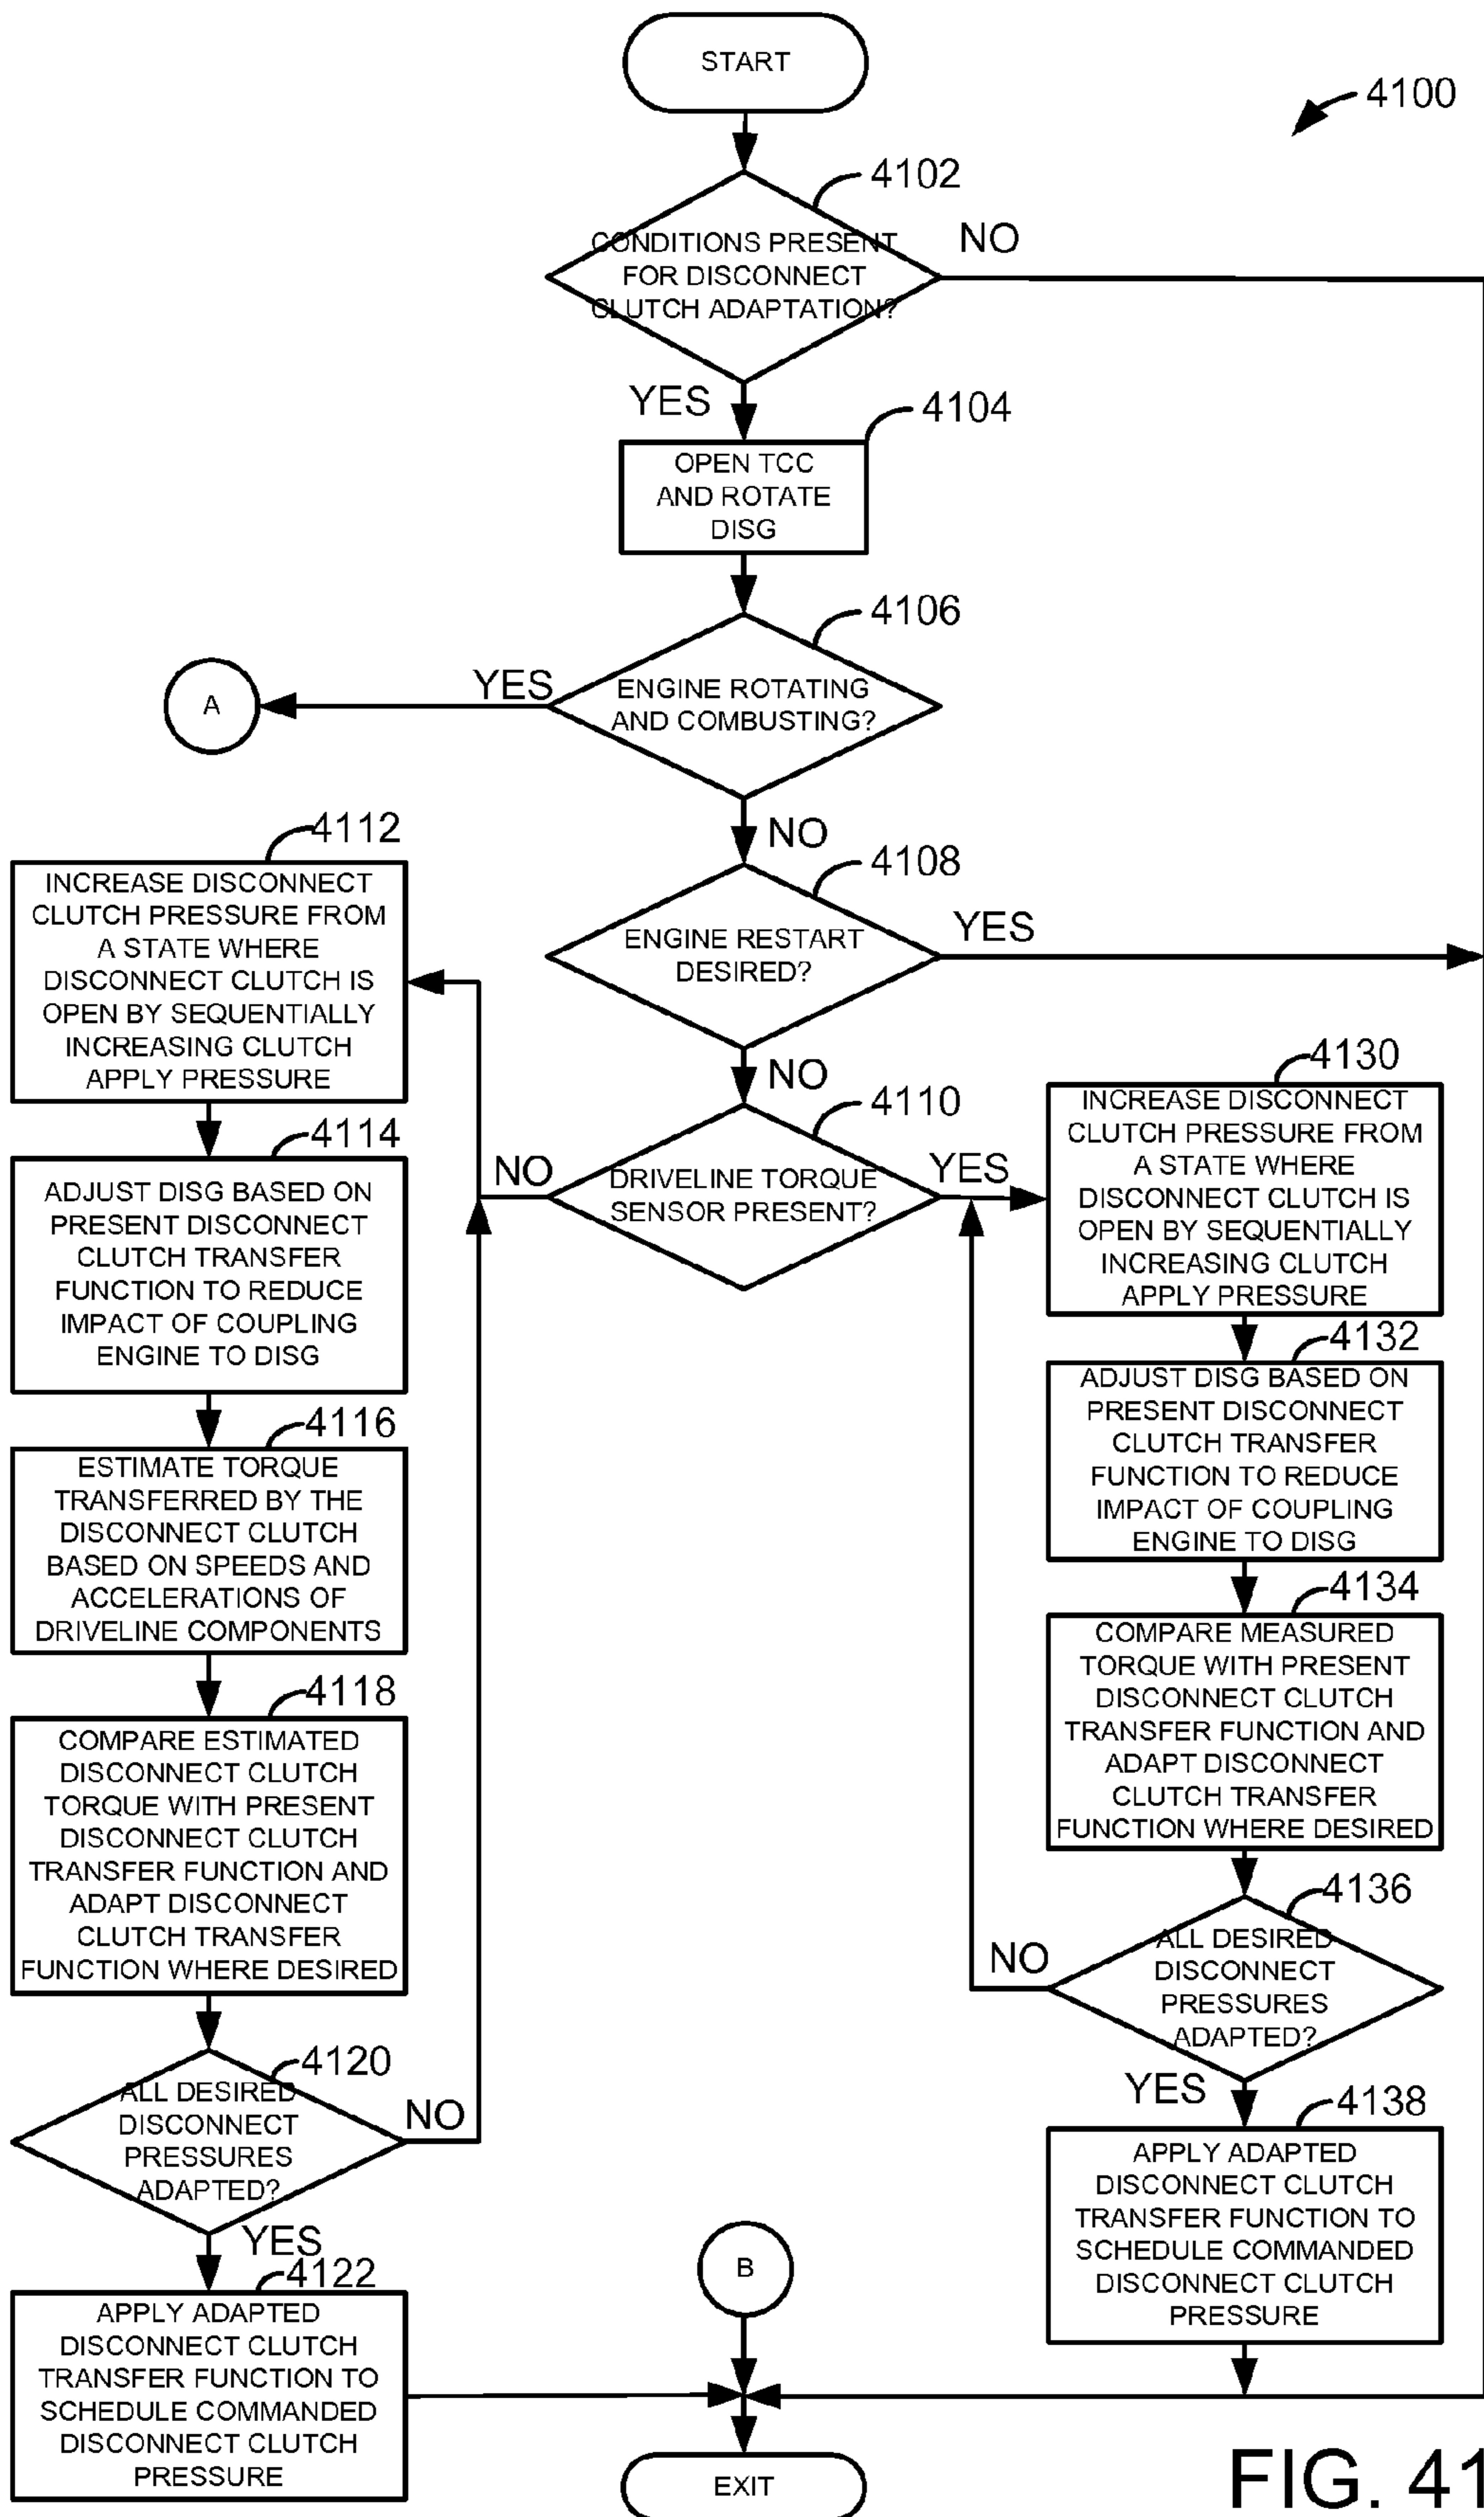 START
4100
4102
CONDITIONS PRESENT
FOR DISCONNECT
CLUTCH ADAPTATION?
NO
YES
4104
OPEN TCC
AND ROTATE
DISG
4106
ENGINE ROTATING
AND COMBUSTING?
YES
A
NO
4108
ENGINE RESTART
DESIRED?
YES
NO
4110
DRIVELINE TORQUE
SENSOR PRESENT?
NO
YES
4112
INCREASE DISCONNECT
CLUTCH PRESSURE FROM
A STATE WHERE
DISCONNECT CLUTCH IS
OPEN BY SEQUENTIALLY
INCREASING CLUTCH
APPLY PRESSURE
4114
ADJUST DISG BASED ON
PRESENT DISCONNECT
CLUTCH TRANSFER
FUNCTION TO REDUCE
IMPACT OF COUPLING
ENGINE TO DISG
4116
ESTIMATE TORQUE
TRANSFERRED BY THE
DISCONNECT CLUTCH
BASED ON SPEEDS AND
ACCELERATIONS OF
DRIVELINE COMPONENTS
4118
COMPARE ESTIMATED
DISCONNECT CLUTCH
TORQUE WITH PRESENT
DISCONNECT CLUTCH
TRANSFER FUNCTION AND
ADAPT DISCONNECT
CLUTCH TRANSFER
FUNCTION WHERE DESIRED
4120
ALL DESIRED
DISCONNECT
PRESSURES
ADAPTED?
NO
YES
4122
APPLY ADAPTED
DISCONNECT CLUTCH
TRANSFER FUNCTION TO
SCHEDULE COMMANDED
DISCONNECT CLUTCH
PRESSURE
4130
INCREASE DISCONNECT
CLUTCH PRESSURE FROM
A STATE WHERE
DISCONNECT CLUTCH IS
OPEN BY SEQUENTIALLY
INCREASING CLUTCH
APPLY PRESSURE
4132
ADJUST DISG BASED ON
PRESENT DISCONNECT
CLUTCH TRANSFER
FUNCTION TO REDUCE
IMPACT OF COUPLING
ENGINE TO DISG
4134
COMPARE MEASURED
TORQUE WITH PRESENT
DISCONNECT CLUTCH
TRANSFER FUNCTION AND
ADAPT DISCONNECT
CLUTCH TRANSFER
FUNCTION WHERE DESIRED
4136
ALL DESIRED
DISCONNECT
PRESSURES
ADAPTED?
NO
YES
4138
APPLY ADAPTED
DISCONNECT CLUTCH
TRANSFER FUNCTION TO
SCHEDULE COMMANDED
DISCONNECT CLUTCH
PRESSURE
B
EXIT
FIG. 41